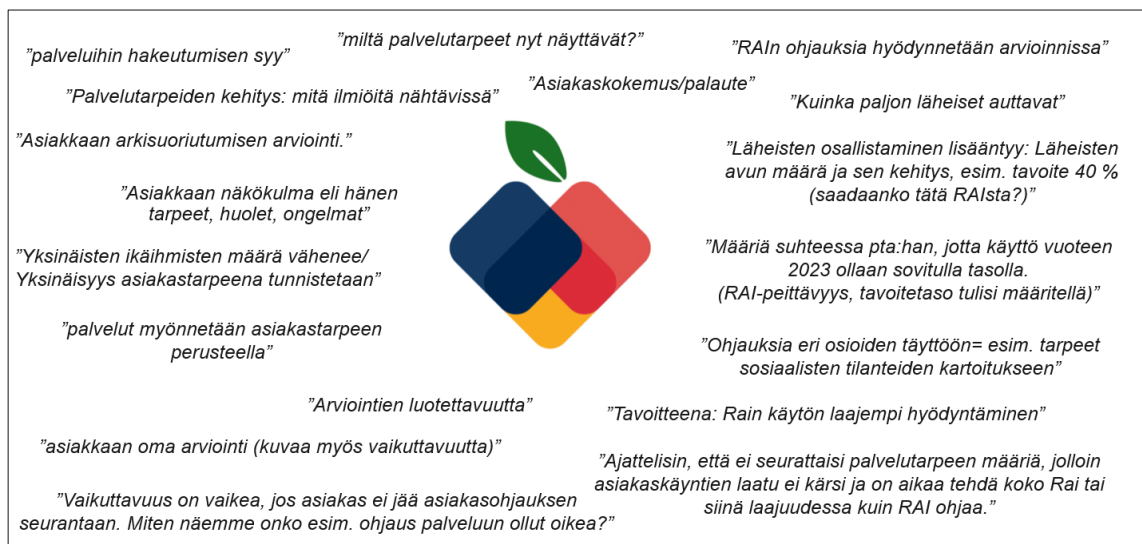 ”palveluihin hakeutumisen syy”
”miltä palvelutarpeet nyt näyttävät?”
”RAIn ohjauksia hyödynnetään arvioinnissa”
”Palvelutarpeiden kehitys: mitä ilmiöitä nähtävissä”
”Asiakaskokemus/palaute”
”Kuinka paljon läheiset auttavat”
”Asiakkaan arkisuoriutumisen arviointi.”
”Läheisten osallistaminen lisääntyy: Läheisten
avun määrä ja sen kehitys, esim. tavoite 40 %
(saadaanko tätä RAIsta?)”
”Asiakkaan näkökulma eli hänen
tarpeet, huolet, ongelmat”
”Yksinäisten ikäihmisten määrä vähenee/
Yksinäisyys asiakastarpeena tunnistetaan”
”Määriä suhteessa pta:han, jotta käyttö vuoteen
2023 ollaan sovitulla tasolla.
(RAI-peittävyys, tavoitetaso tulisi määritellä)”
”palvelut myönnetään asiakastarpeen
perusteella”
”Ohjauksia eri osioiden täyttöön= esim. tarpeet
sosiaalisten tilanteiden kartoitukseen”
”Arviointien luotettavuutta”
”Tavoitteena: Rain käytön laajempi hyödyntäminen”
”asiakkaan oma arviointi (kuvaa myös vaikuttavuutta)”
”Ajattelisin, että ei seurattaisi palvelutarpeen määriä, jolloin
asiakaskäyntien laatu ei kärsi ja on aikaa tehdä koko Rai tai
siinä laajuudessa kuin RAI ohjaa.”
”Vaikuttavuus on vaikea, jos asiakas ei jää asiakasohjauksen
seurantaan. Miten näemme onko esim. ohjaus palveluun ollut oikea?”